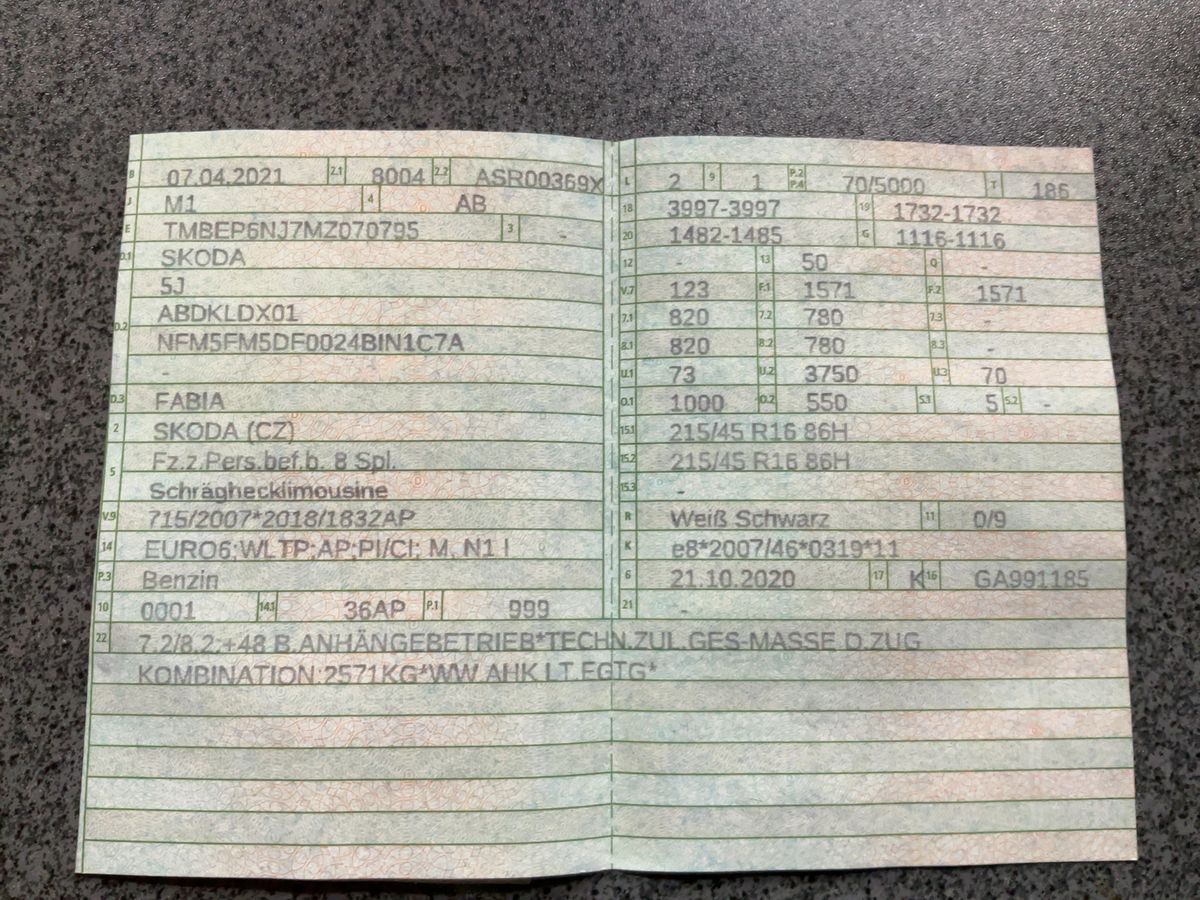 B 07.04.2021 2.1 8004 2.2 ASR00369X
J M1 4 AB
E TMBEP6NJ7MZ070795 3 -
D.1 SKODA
5J
D.2 ABDKLDX01
NFM5FM5DF0024BIN1C7A
-
D.3 FABIA
2 SKODA (CZ)
5 Fz.z.Pers.bef.b. 8 Spl.
Schräghecklimousine
V.9 715/2007*2018/1832AP
14 EURO6;WLTP;AP;PI/CI; M, N1 I
P.3 Benzin
10 0001 14.1 36AP P.1 999
L 2 9 1 P.2 P.4 70/5000 T 186
18 3997-3997 19 1732-1732
20 1482-1485 G 1116-1116
12 - 13 50 Q -
V.7 123 F.1 1571 F.2 1571
7.1 820 7.2 780 7.3 -
8.1 820 8.2 780 8.3 -
U.1 73 U.2 3750 U.3 70
O.1 1000 O.2 550 S.1 5 S.2 -
15.1 215/45 R16 86H
15.2 215/45 R16 86H
15.3 -
R Weiß Schwarz 11 0/9
K e8*2007/46*0319*11
6 21.10.2020 17 K 16 GA991185
21 -
22 7.2/8.2:+48 B.ANHÄNGEBETRIEB*TECHN.ZUL.GES-MASSE D.ZUG
KOMBINATION:2571KG*WW AHK LT.EGTG*